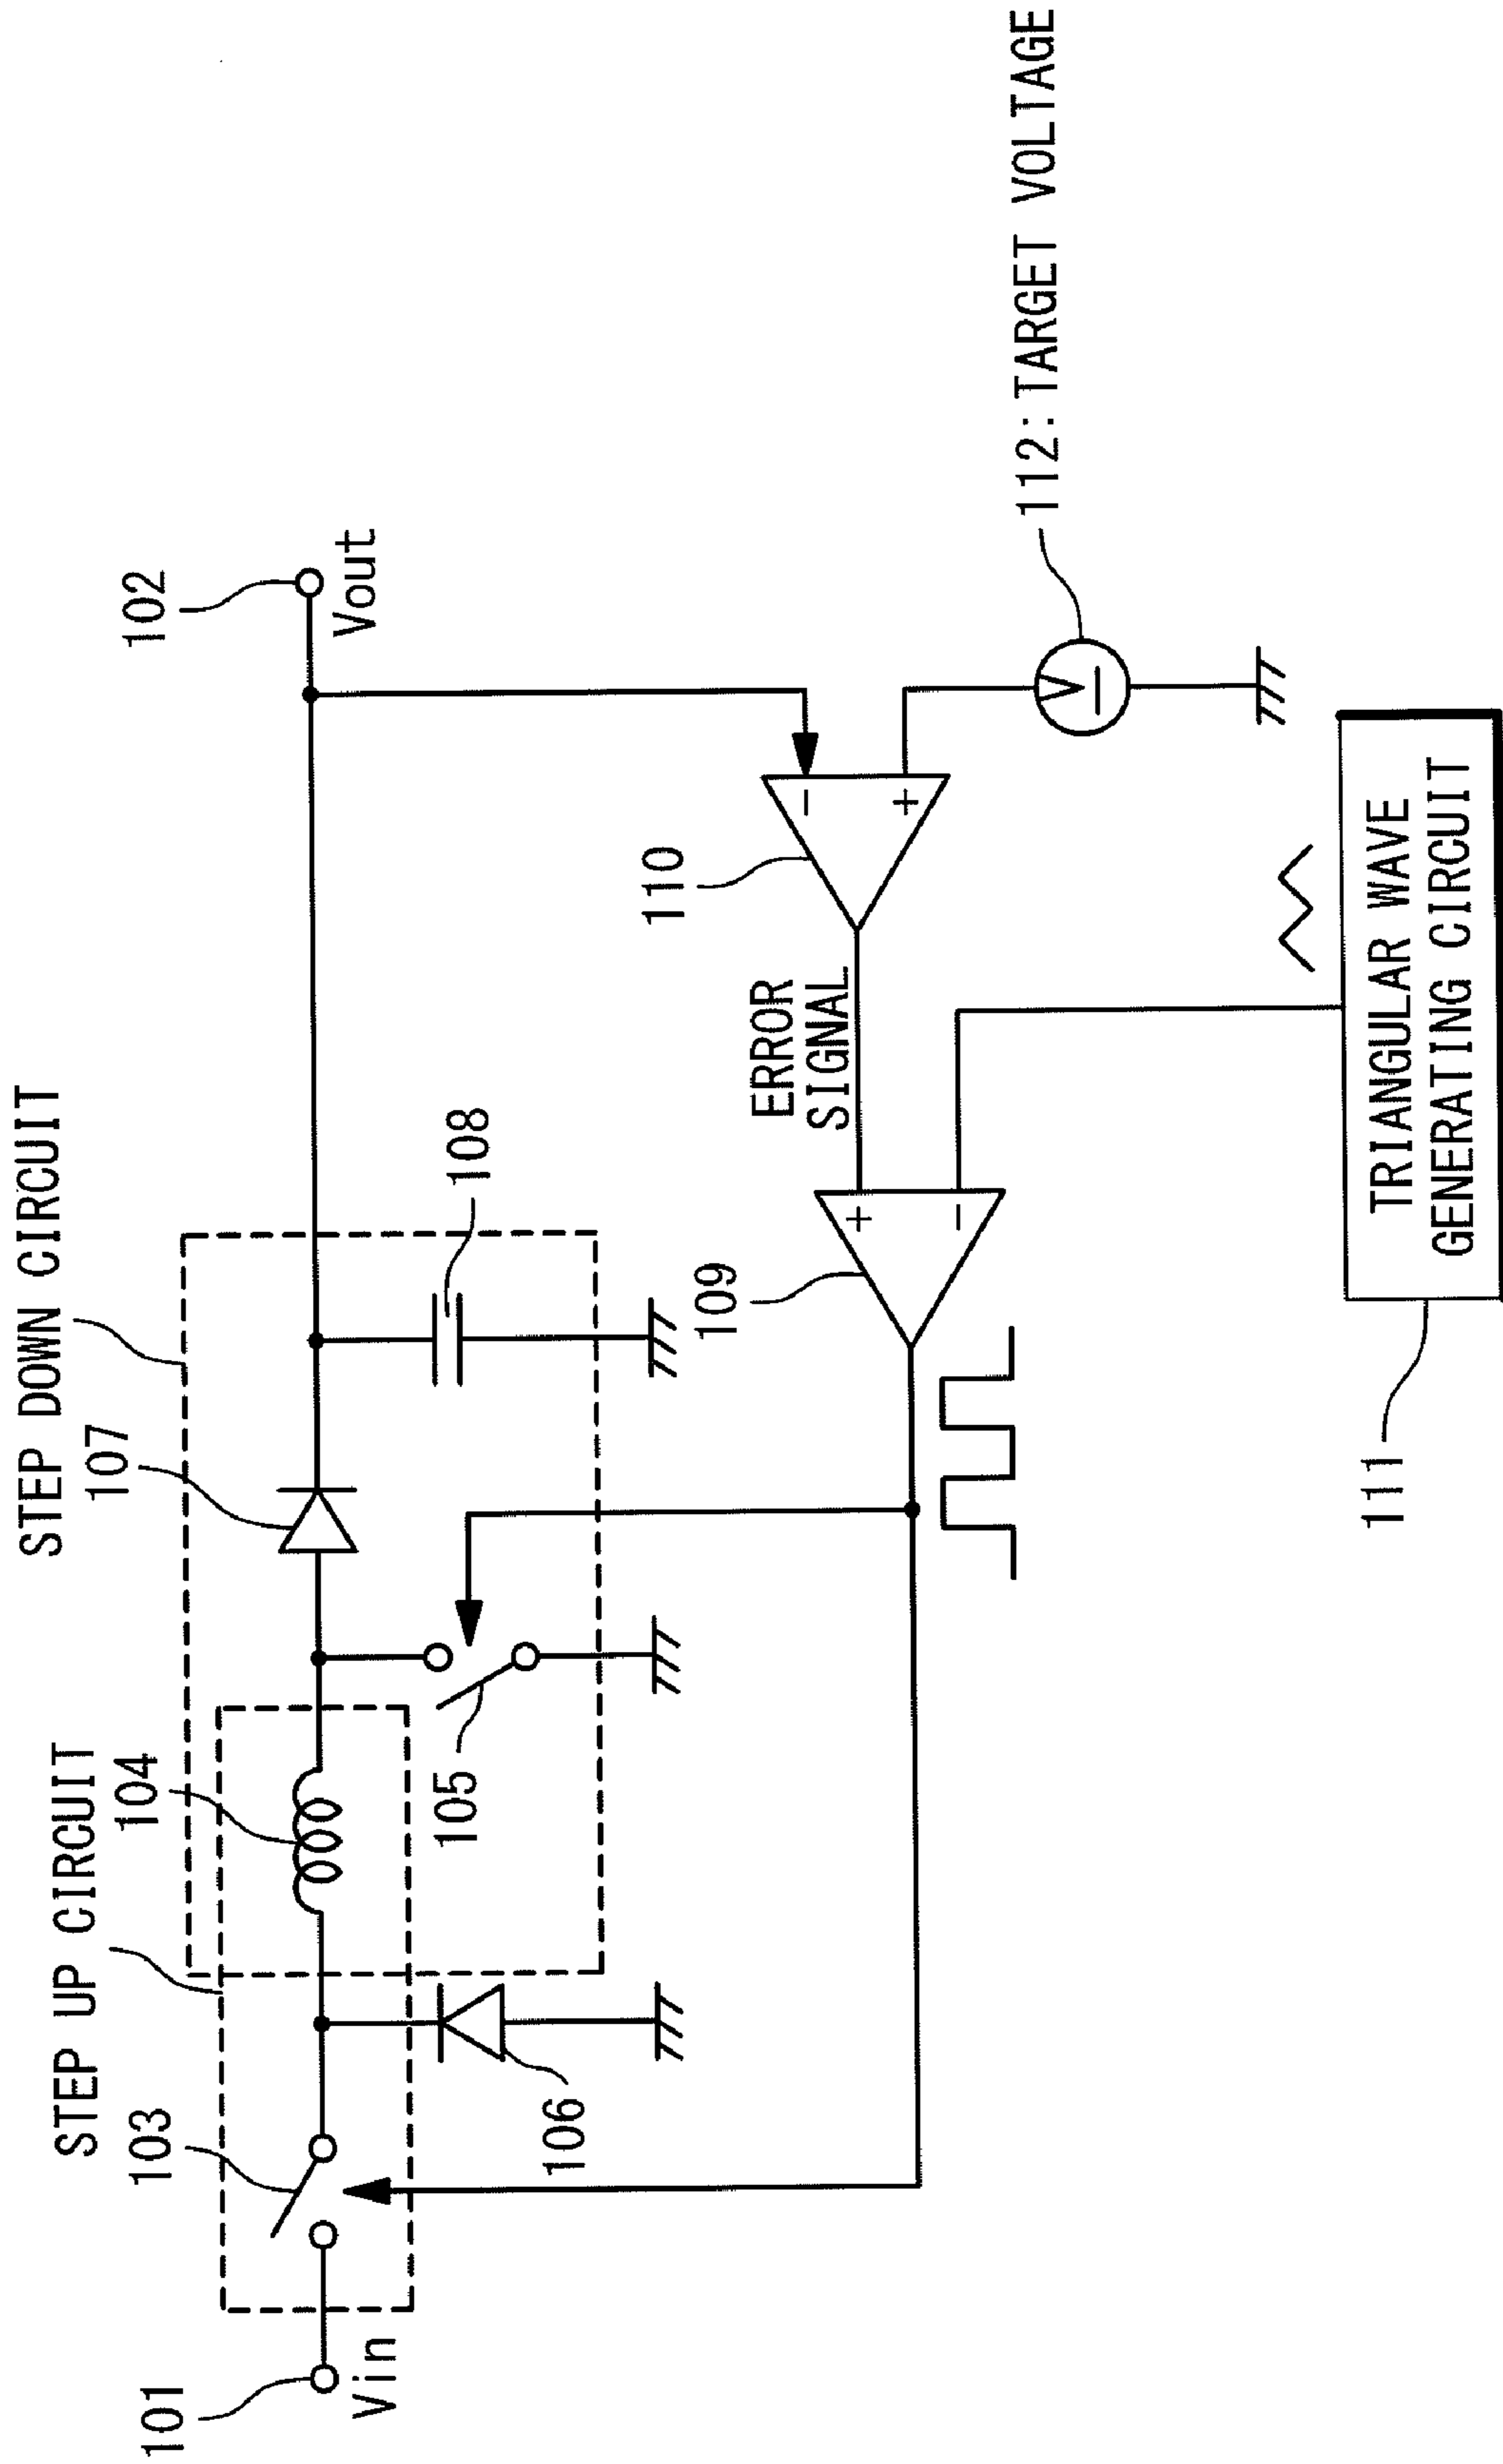 STEP DOWN CIRCUIT
STEP UP CIRCUIT
101
Vin
103
104
107
102
Vout
106
105
108
109
ERROR
SIGNAL
110
+
−
−
+
V
112:TARGET VOLTAGE
111
TRIANGULAR WAVE
GENERATING CIRCUIT